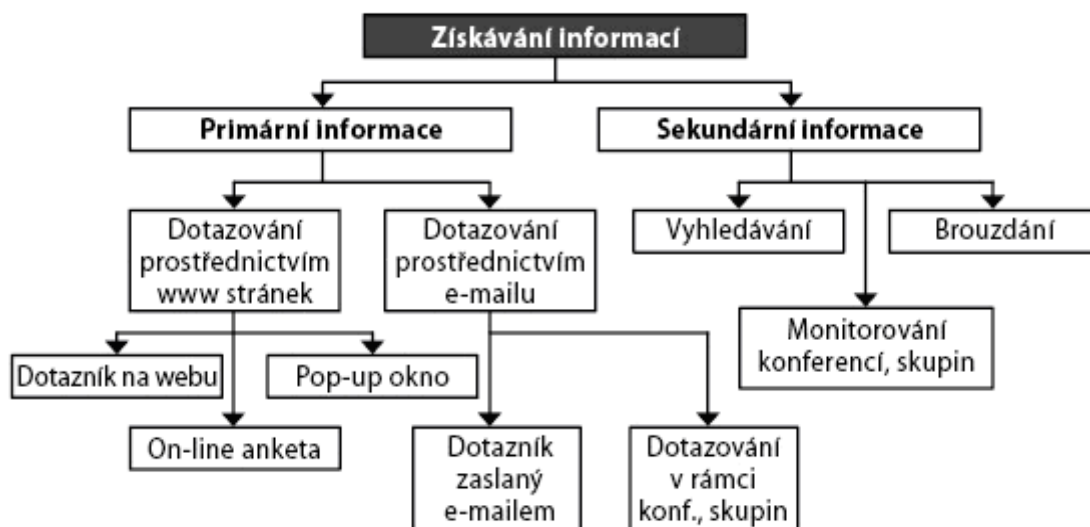 Získávání informací
Primární informace
Sekundární informace
Dotazování
prostřednictvím
www stránek
Dotazování
prostřednictvím
e-mailu
Vyhledávání
Brouzdání
Monitorování
konferencí, skupin
Dotazník na webu
Pop-up okno
On-line anketa
Dotazník
zaslaný
e-mailem
Dotazování
v rámci
konf., skupin